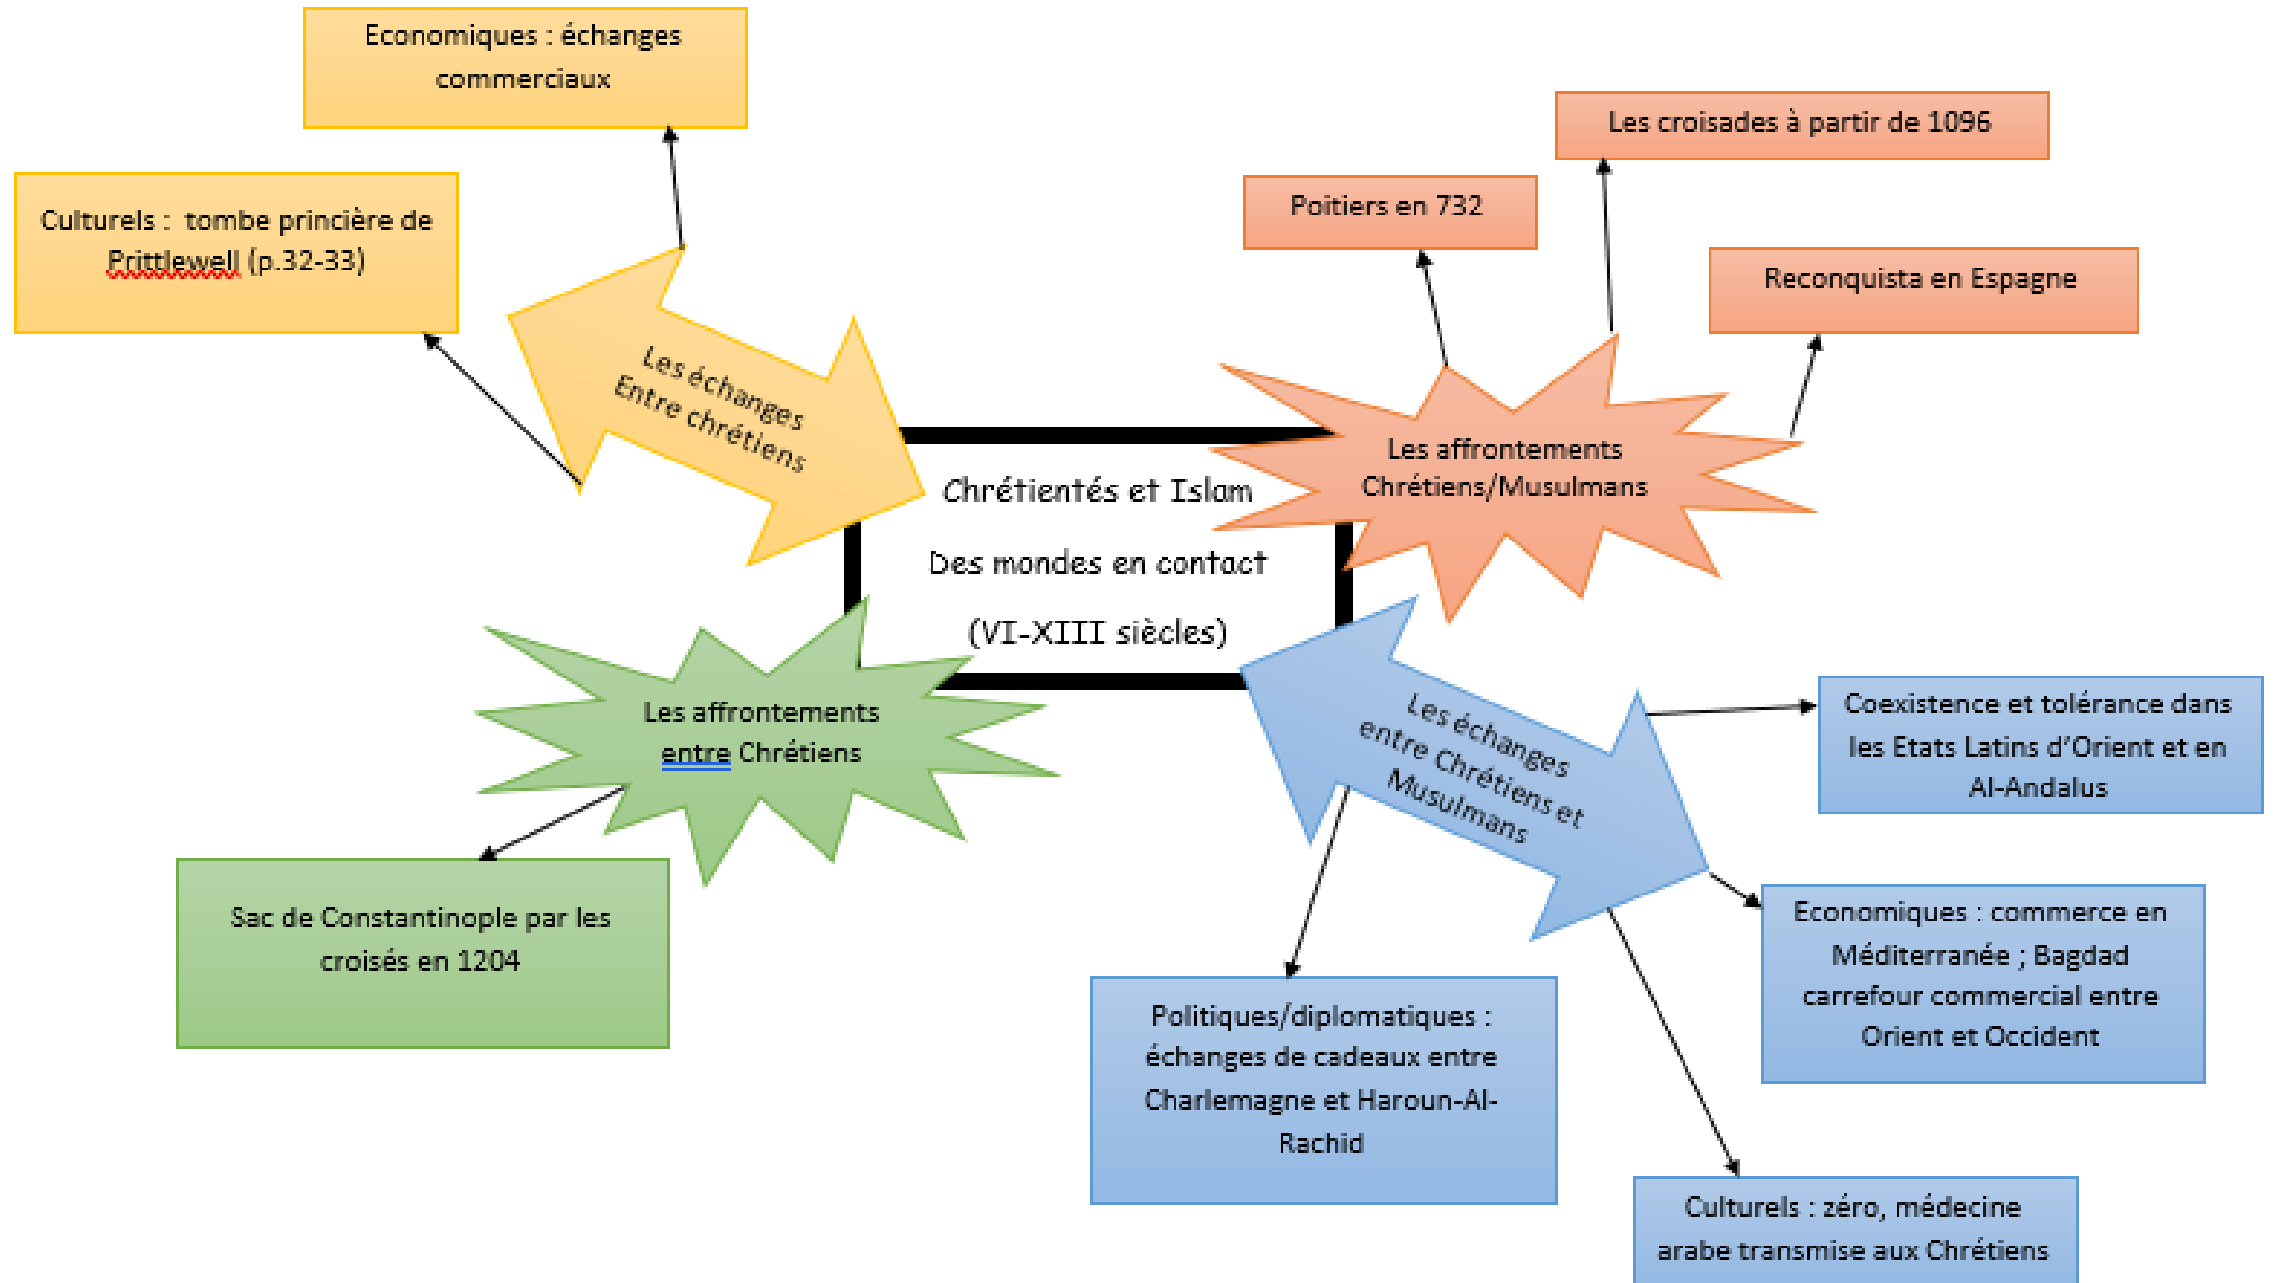 Economiques : échanges
commerciaux
Culturels :  tombe princière de
Prittlewell (p.32-33)
Les échanges
Entre chrétiens
Les croisades à partir de 1096
Poitiers en 732
Reconquista en Espagne
Les affrontements
Chrétiens/Musulmans
Chrétientés et Islam
Des mondes en contact
(VI-XIII siècles)
Les affrontements
entre Chrétiens
Sac de Constantinople par les
croisés en 1204
Les échanges
entre Chrétiens et
Musulmans
Coexistence et tolérance dans
les Etats Latins d’Orient et en
Al-Andalus
Economiques : commerce en
Méditerranée ; Bagdad
carrefour commercial entre
Orient et Occident
Politiques/diplomatiques :
échanges de cadeaux entre
Charlemagne et Haroun-Al-
Rachid
Culturels : zéro, médecine
arabe transmise aux Chrétiens